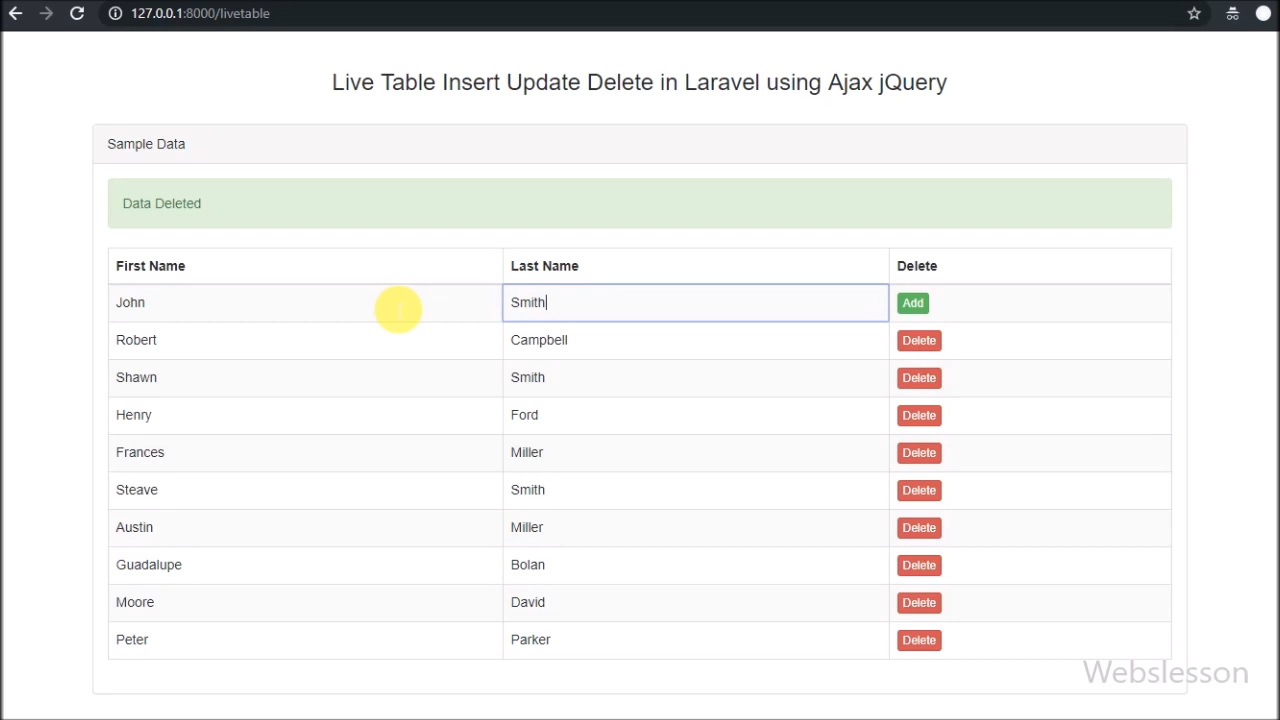 127.0.0.1:8000/livetable
Live Table Insert Update Delete in Laravel using Ajax jQuery
Sample Data
Data Deleted
First Name Last Name Delete
John Smith Add
Robert Campbell Delete
Shawn Smith Delete
Henry Ford Delete
Frances Miller Delete
Steave Smith Delete
Austin Miller Delete
Guadalupe Bolan Delete
Moore David Delete
Peter Parker Delete
Webslesson